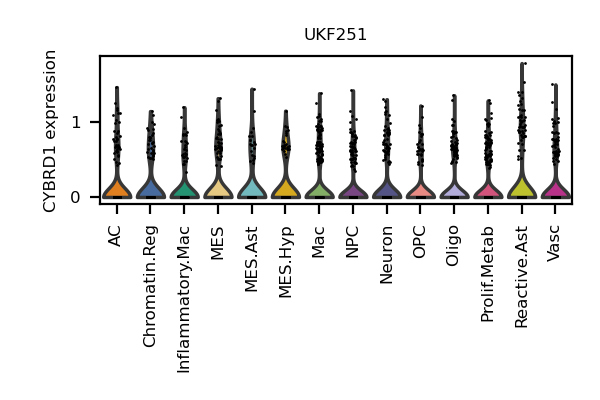 UKF251
CYBRD1 expression
1
0
AC
Chromatin.Reg
Inflammatory.Mac
MES
MES.Ast
MES.Hyp
Mac
NPC
Neuron
OPC
Oligo
Prolif.Metab
Reactive.Ast
Vasc